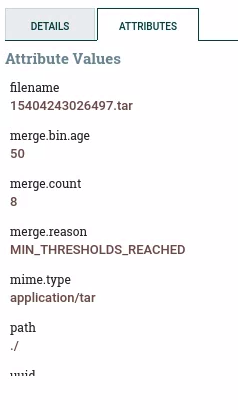 DETAILS
ATTRIBUTES
Attribute Values
filename
15404243026497.tar
merge.bin.age
50
merge.count
8
merge.reason
MIN_THRESHOLDS_REACHED
mime.type
application/tar
path
./
uuid